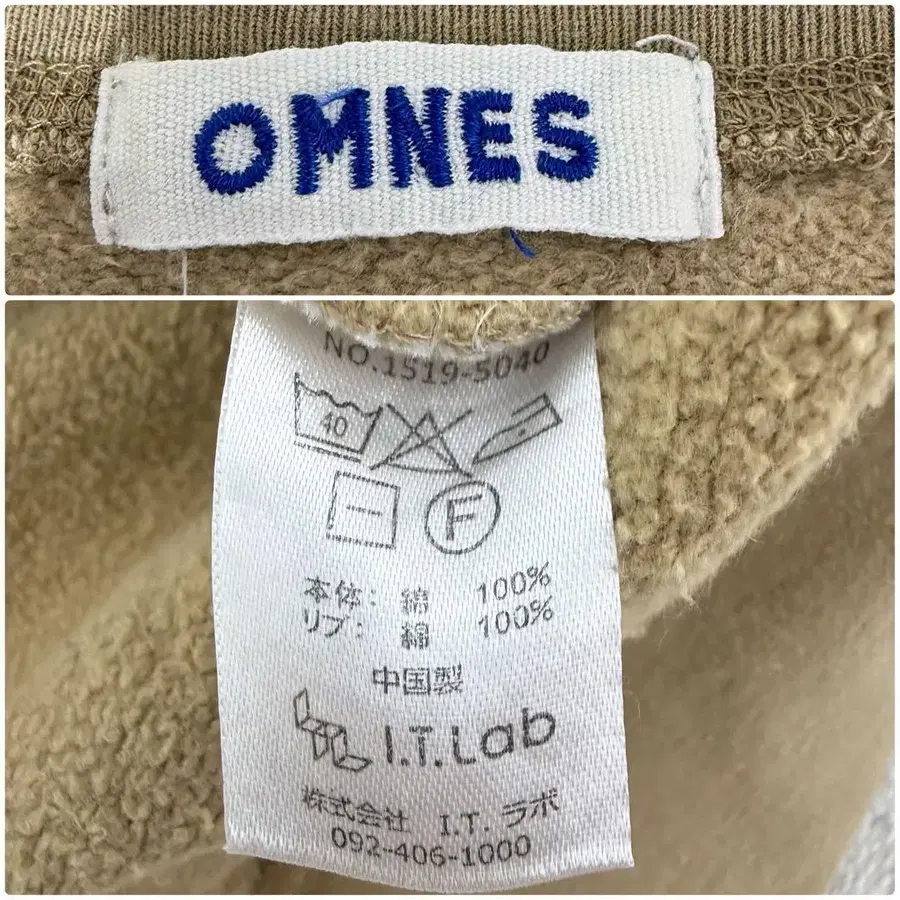 OMNES
NO.1519-5040
40
F
本体: 綿 100%
リブ: 綿 100%
中国製
I.T.Lab
株式会社 I.T. ラボ
092-406-1000